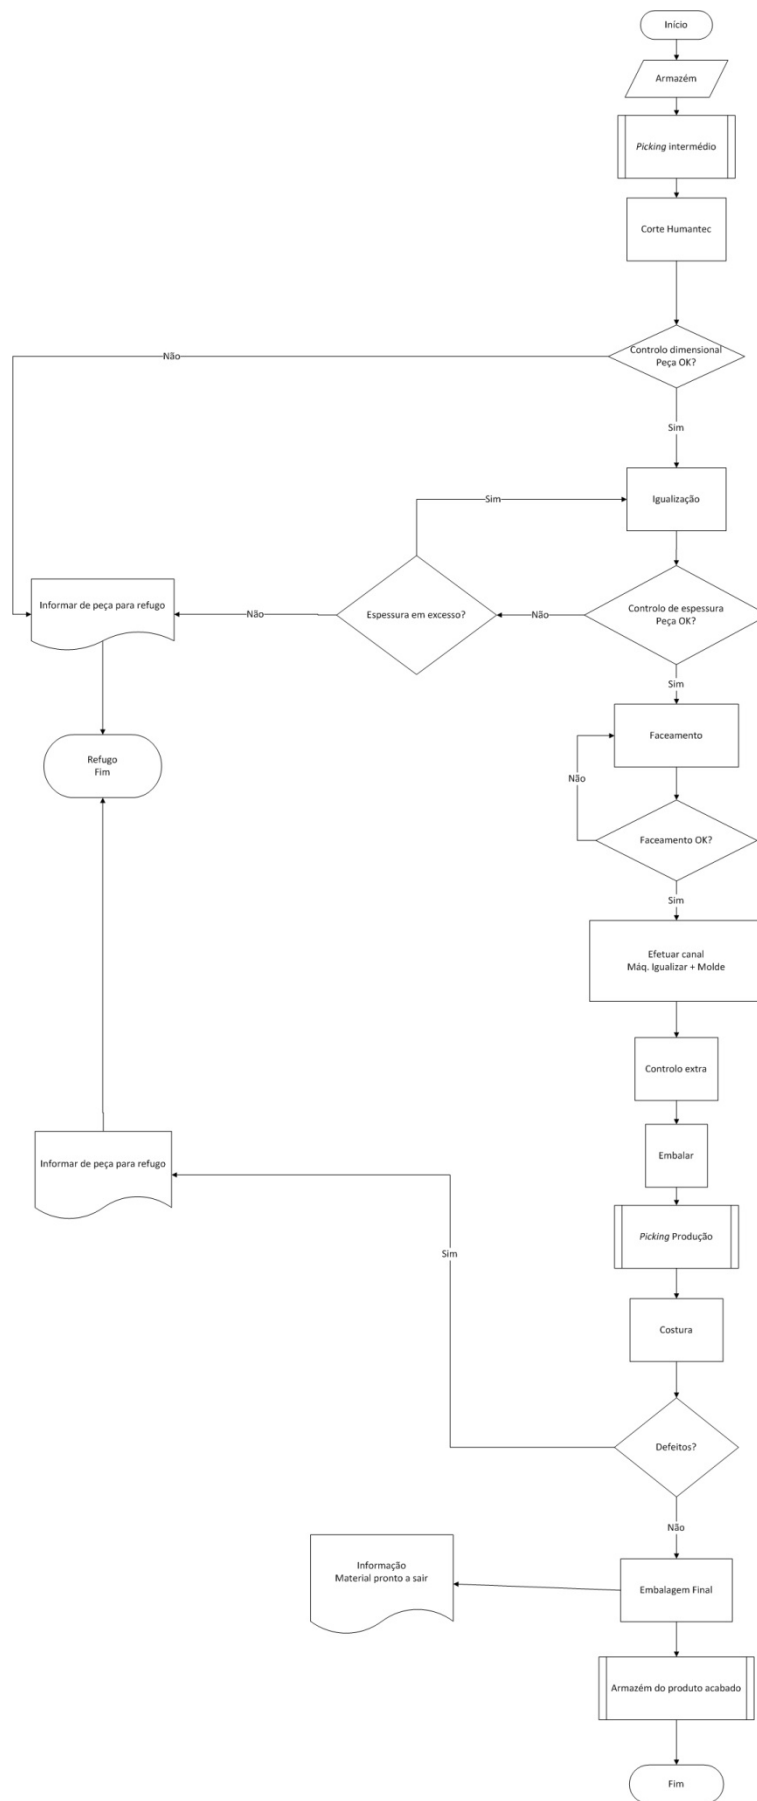 Início
Armazém
Picking intermédio
Corte Humantec
Controlo dimensional
Peça OK?
Não
Sim
Igualização
Sim
Controlo de espessura
Peça OK?
Não
Espessura em excesso?
Não
Informar de peça para refugo
Sim
Refugo
Fim
Faceamento
Não
Faceamento OK?
Sim
Efetuar canal
Máq. Igualizar + Molde
Controlo extra
Embalar
Informar de peça para refugo
Picking Produção
Sim
Costura
Defeitos?
Não
Informação
Material pronto a sair
Embalagem Final
Armazém do produto acabado
Fim